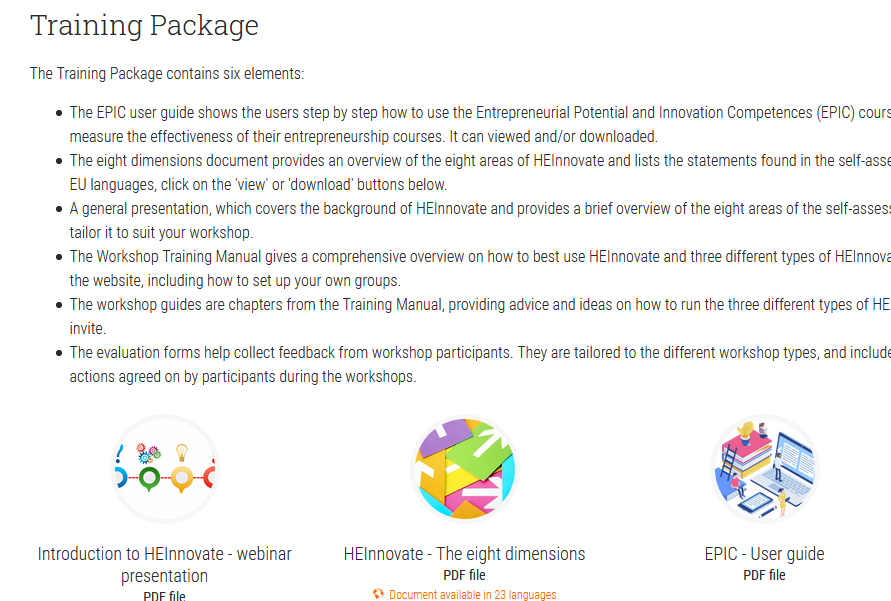 Training Package
The Training Package contains six elements:
The EPIC user guide shows the users step by step how to use the Entrepreneurial Potential and Innovation Competences (EPIC) cours
measure the effectiveness of their entrepreneurship courses. It can viewed and/or downloaded.
The eight dimensions document provides an overview of the eight areas of HEInnovate and lists the statements found in the self-asse
EU languages, click on the 'view' or 'download' buttons below.
A general presentation, which covers the background of HEInnovate and provides a brief overview of the eight areas of the self-asses
tailor it to suit your workshop.
The Workshop Training Manual gives a comprehensive overview on how to best use HEInnovate and three different types of HEInnova
the website, including how to set up your own groups.
The workshop guides are chapters from the Training Manual, providing advice and ideas on how to run the three different types of HE
invite.
The evaluation forms help collect feedback from workshop participants. They are tailored to the different workshop types, and include
actions agreed on by participants during the workshops.
Introduction to HEInnovate - webinar
presentation
PDF file
HEInnovate - The eight dimensions
PDF file
Document available in 23 languages
EPIC - User guide
PDF file